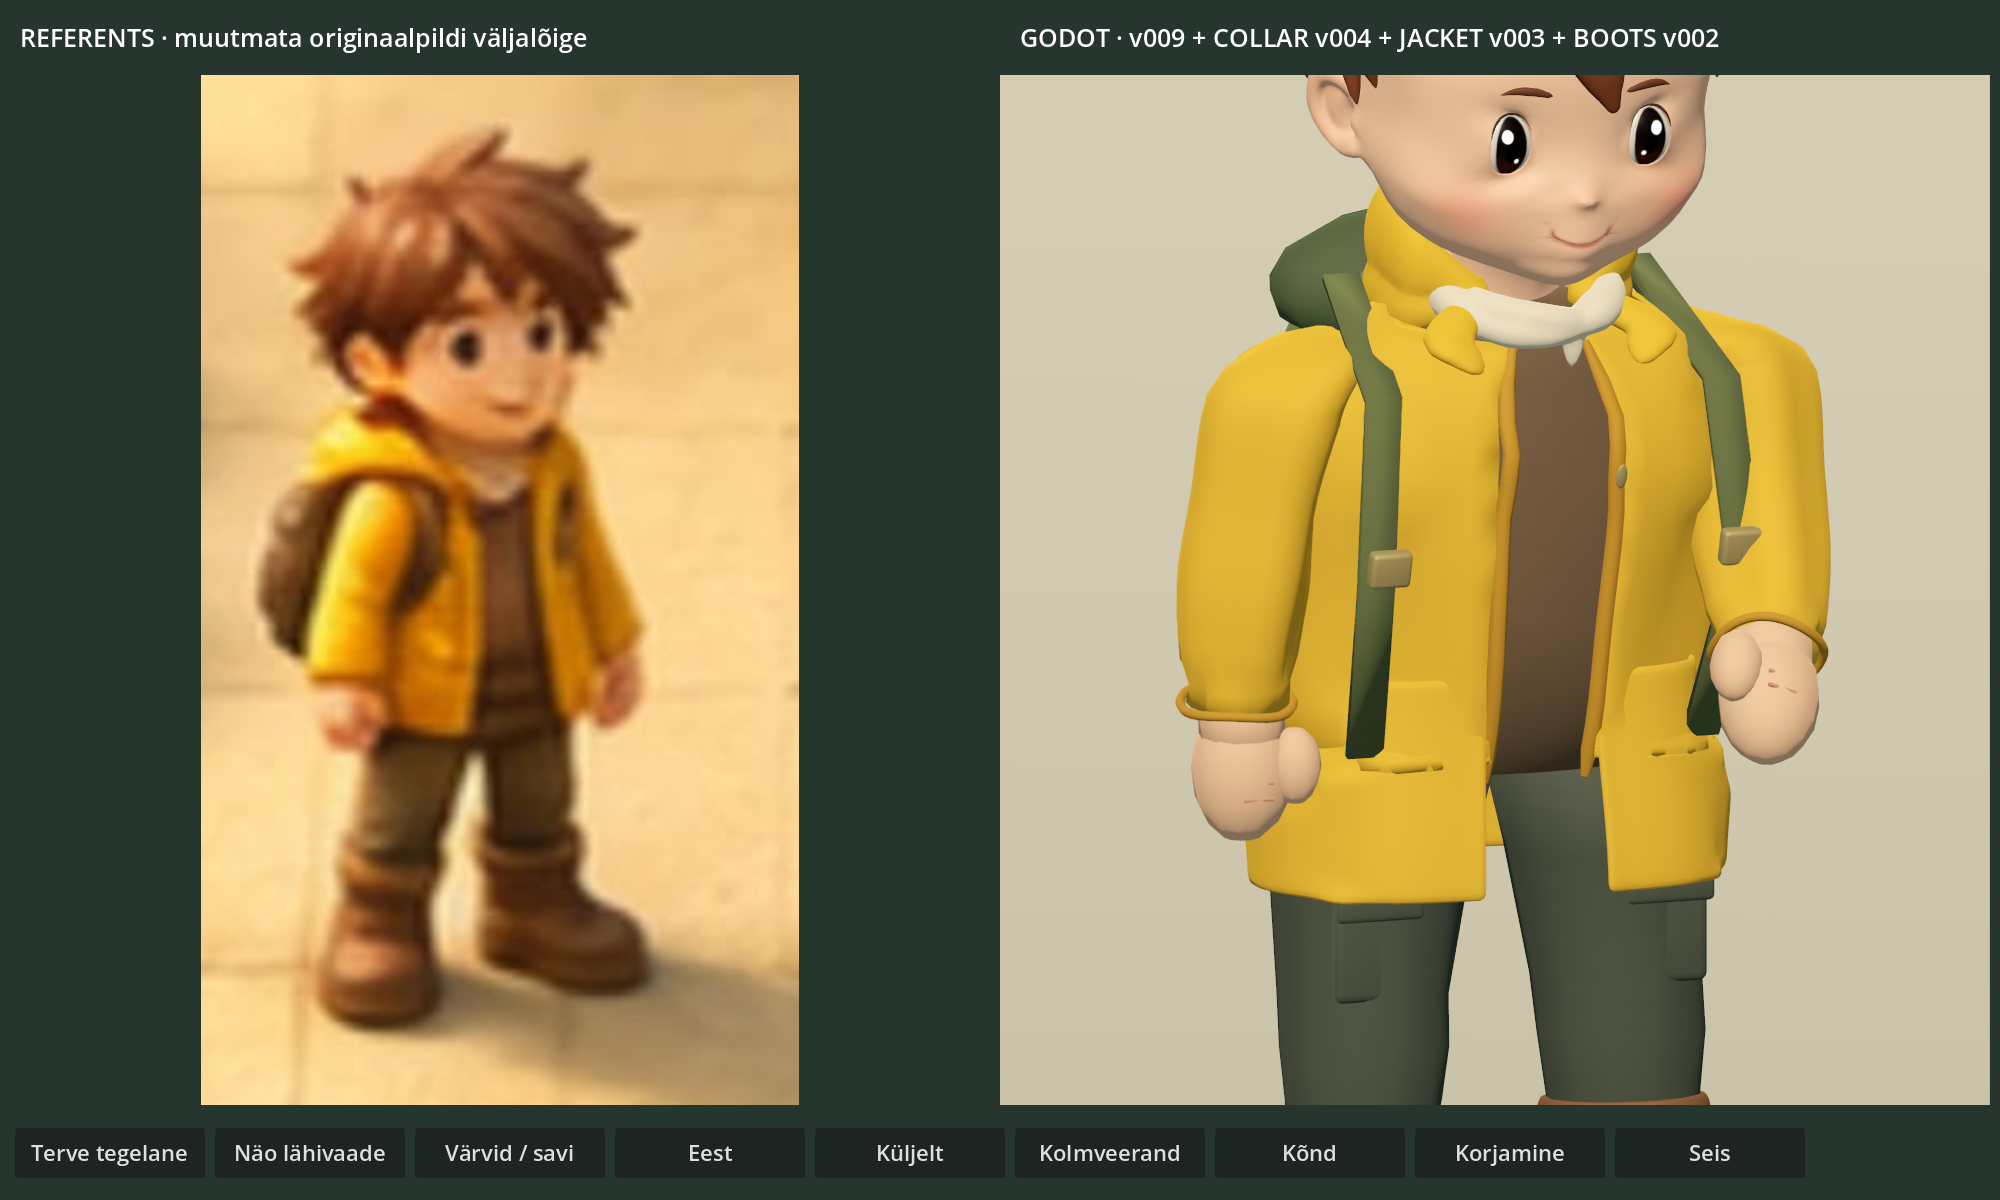 REFERENTS · muutmata originaalpildi väljalõige
GODOT · v009 + COLLAR v004 + JACKET v003 + BOOTS v002
Terve tegelane
Näo lähivaade
Värvid / savi
Eest
Küljelt
Kolmveerand
Kõnd
Korjamine
Seis